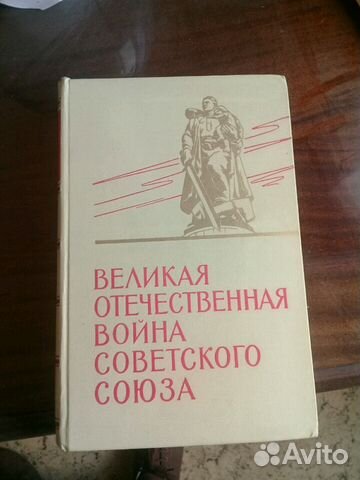 ВЕЛИКАЯ
ОТЕЧЕСТВЕННАЯ
ВОЙНА
СОВЕТСКОГО
СОЮЗА
Avito